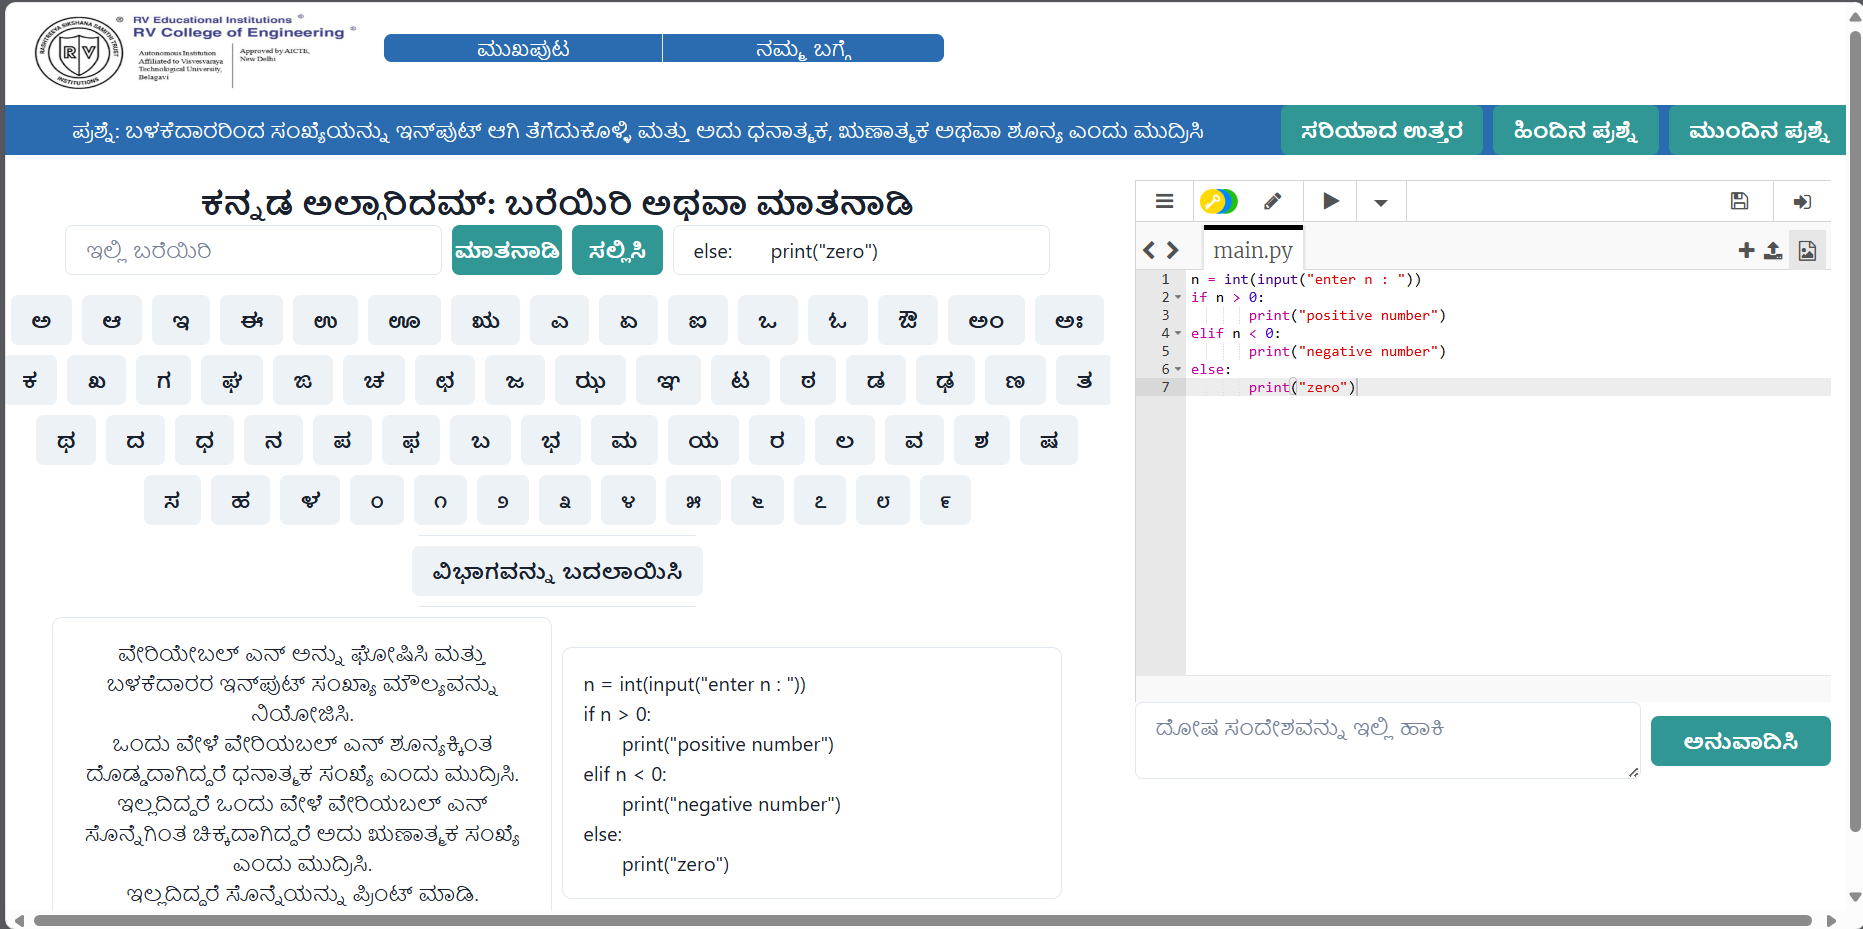 RV Educational Institutions ®
RV College of Engineering ®
RASHTREEYA SIKSHANA SAMITHI TRUST
RV
INSTITUTIONS
Autonomous Institution
Affiliated to Visvesvaraya
Technological University,
Belagavi
Approved by AICTE,
New Delhi
ಮುಖಪುಟ
ನಮ್ಮ ಬಗ್ಗೆ
ಪ್ರಶ್ನೆ: ಬಳಕೆದಾರರಿಂದ ಸಂಖ್ಯೆಯನ್ನು ಇನ್‌ಪುಟ್ ಆಗಿ ತೆಗೆದುಕೊಳ್ಳಿ ಮತ್ತು ಅದು ಧನಾತ್ಮಕ, ಋಣಾತ್ಮಕ ಅಥವಾ ಶೂನ್ಯ ಎಂದು ಮುದ್ರಿಸಿ
ಸರಿಯಾದ ಉತ್ತರ
ಹಿಂದಿನ ಪ್ರಶ್ನೆ
ಮುಂದಿನ ಪ್ರಶ್ನೆ
ಕನ್ನಡ ಅಲ್ಗಾರಿದಮ್: ಬರೆಯಿರಿ ಅಥವಾ ಮಾತನಾಡಿ
ಇಲ್ಲಿ ಬರೆಯಿರಿ
ಮಾತನಾಡಿ
ಸಲ್ಲಿಸಿ
else: print("zero")
ಅ ಆ ಇ ಈ ಉ ಊ ಋ ಎ ಏ ಐ ಒ ಓ ಔ ಅಂ ಅಃ
ಕ ಖ ಗ ಘ ಙ ಚ ಛ ಜ ಝ ಞ ಟ ಠ ಡ ಢ ಣ ತ
ಥ ದ ಧ ನ ಪ ಫ ಬ ಭ ಮ ಯ ರ ಲ ವ ಶ ಷ
ಸ ಹ ಳ ೦ ೧ ೨ ೩ ೪ ೫ ೬ ೭ ೮ ೯
ವಿಭಾಗವನ್ನು ಬದಲಾಯಿಸಿ
ವೇರಿಯೇಬಲ್ ಎನ್ ಅನ್ನು ಘೋಷಿಸಿ ಮತ್ತು
ಬಳಕೆದಾರರ ಇನ್‌ಪುಟ್ ಸಂಖ್ಯಾ ಮೌಲ್ಯವನ್ನು
ನಿಯೋಜಿಸಿ.
ಒಂದು ವೇಳೆ ವೇರಿಯಬಲ್ ಎನ್ ಶೂನ್ಯಕ್ಕಿಂತ
ದೊಡ್ಡದಾಗಿದ್ದರೆ ಧನಾತ್ಮಕ ಸಂಖ್ಯೆ ಎಂದು ಮುದ್ರಿಸಿ.
ಇಲ್ಲದಿದ್ದರೆ ಒಂದು ವೇಳೆ ವೇರಿಯಬಲ್ ಎನ್
ಸೊನ್ನೆಗಿಂತ ಚಿಕ್ಕದಾಗಿದ್ದರೆ ಅದು ಋಣಾತ್ಮಕ ಸಂಖ್ಯೆ
ಎಂದು ಮುದ್ರಿಸಿ.
ಇಲ್ಲದಿದ್ದರೆ ಸೊನ್ನೆಯನ್ನು ಪ್ರಿಂಟ್ ಮಾಡಿ.
n = int(input("enter n : "))
if n > 0:
print("positive number")
elif n < 0:
print("negative number")
else:
print("zero")
main.py
1 n = int(input("enter n : "))
2 if n > 0:
3 print("positive number")
4 elif n < 0:
5 print("negative number")
6 else:
7 print("zero")
ದೋಷ ಸಂದೇಶವನ್ನು ಇಲ್ಲಿ ಹಾಕಿ
ಅನುವಾದಿಸಿ